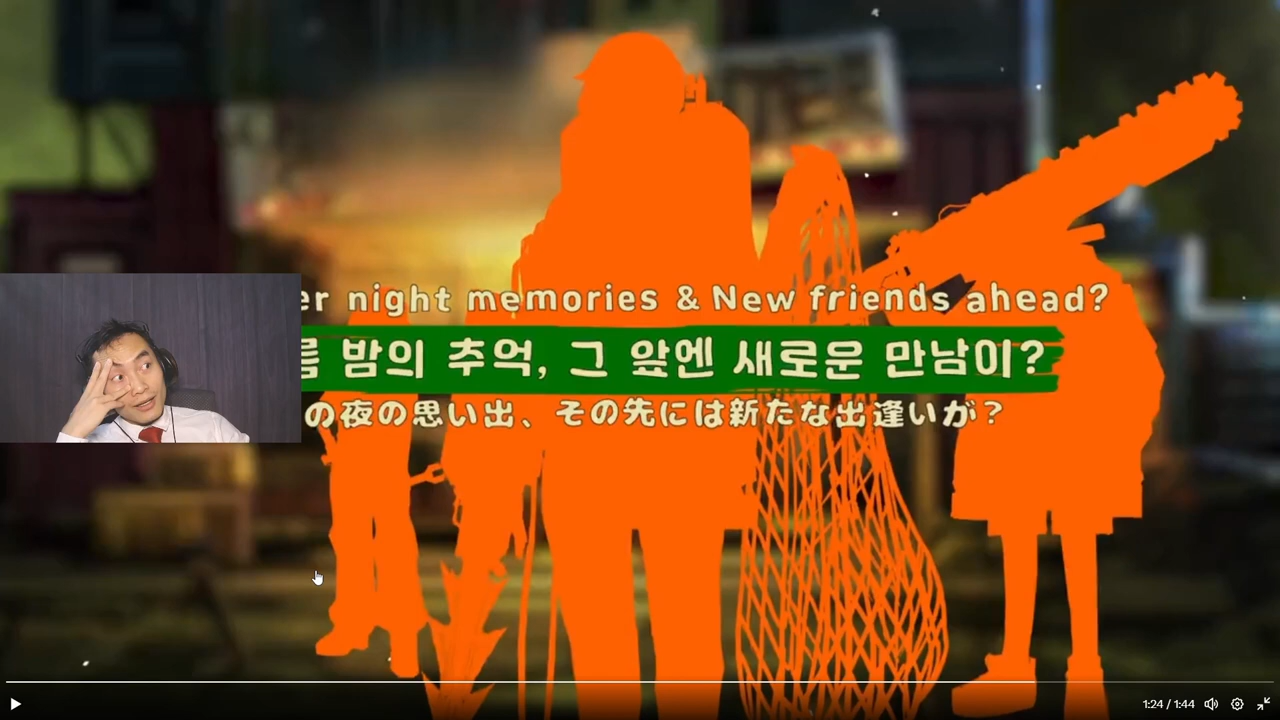 er night memories & New friends ahead?
름 밤의 추억, 그 앞엔 새로운 만남이?
の夜の思い出、その先には新たな出逢いが？
1:24 / 1:44